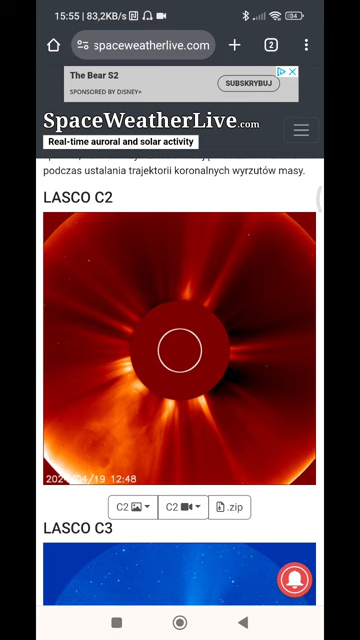 15:55 | 83,2KB/s
84
spaceweatherlive.com
2
The Bear S2
SPONSORED BY DISNEY+
SUBSKRYBUJ
SpaceWeatherLive.com
Real-time auroral and solar activity
podczas ustalania trajektorii koronalnych wyrzutów masy.
LASCO C2
12:48
C2
C2
.zip
LASCO C3